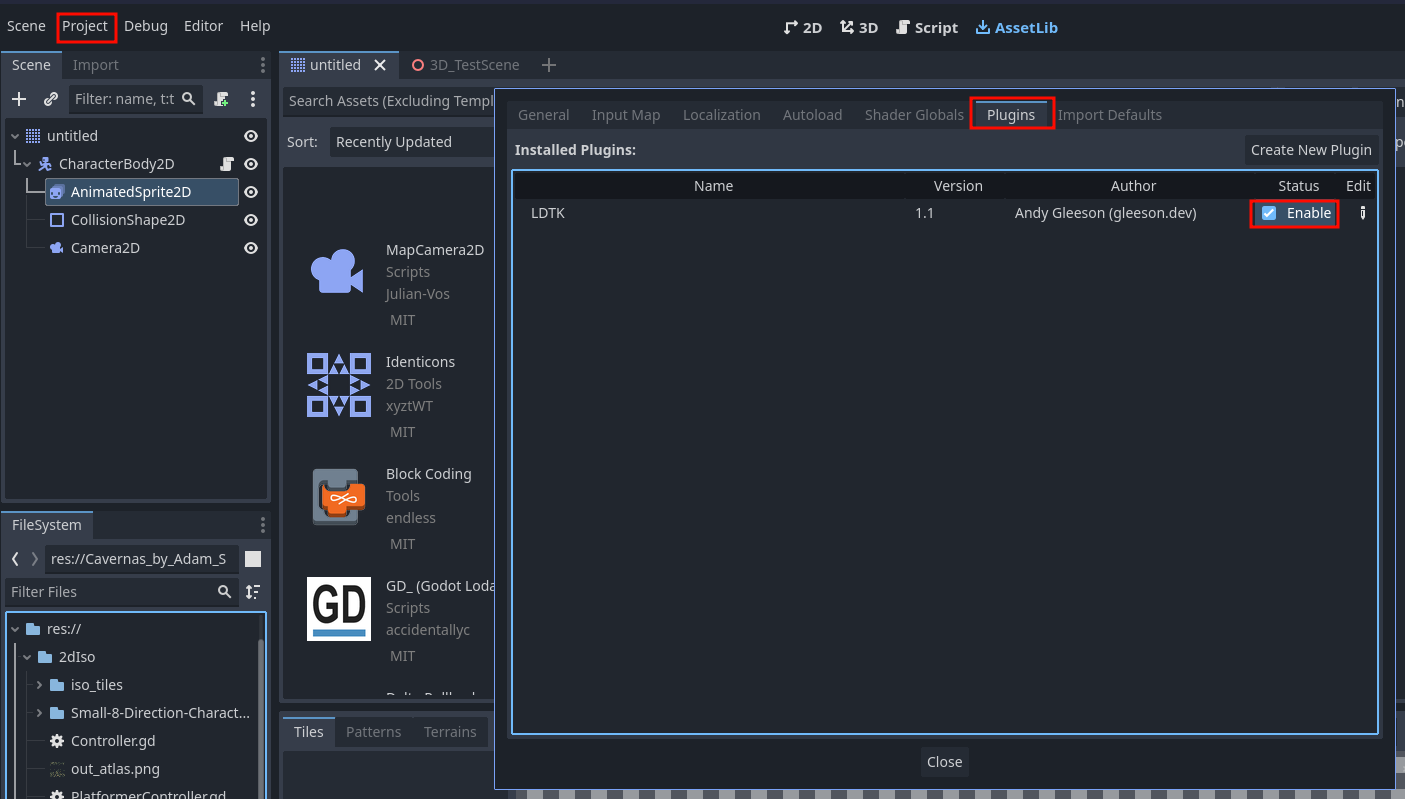 Scene Project Debug Editor Help
2D 3D Script AssetLib
Scene Import
untitled 3D_TestScene
Filter: name, t:t
untitled
CharacterBody2D
AnimatedSprite2D
CollisionShape2D
Camera2D
FileSystem
res://Cavernas_by_Adam_S
Filter Files
res://
2dIso
iso_tiles
Small-8-Direction-Charact...
Controller.gd
out_atlas.png
PlatformerController.gd
Search Assets (Excluding Templ
Sort: Recently Updated
MapCamera2D
Scripts
Julian-Vos
MIT
Identicons
2D Tools
xyztWT
MIT
Block Coding
Tools
endless
MIT
GD_ (Godot Loda
Scripts
accidentallyc
MIT
Tiles Patterns Terrains
General Input Map Localization Autoload Shader Globals Plugins Import Defaults
Installed Plugins: Create New Plugin
Name Version Author Status Edit
LDTK 1.1 Andy Gleeson (gleeson.dev) Enable
Close